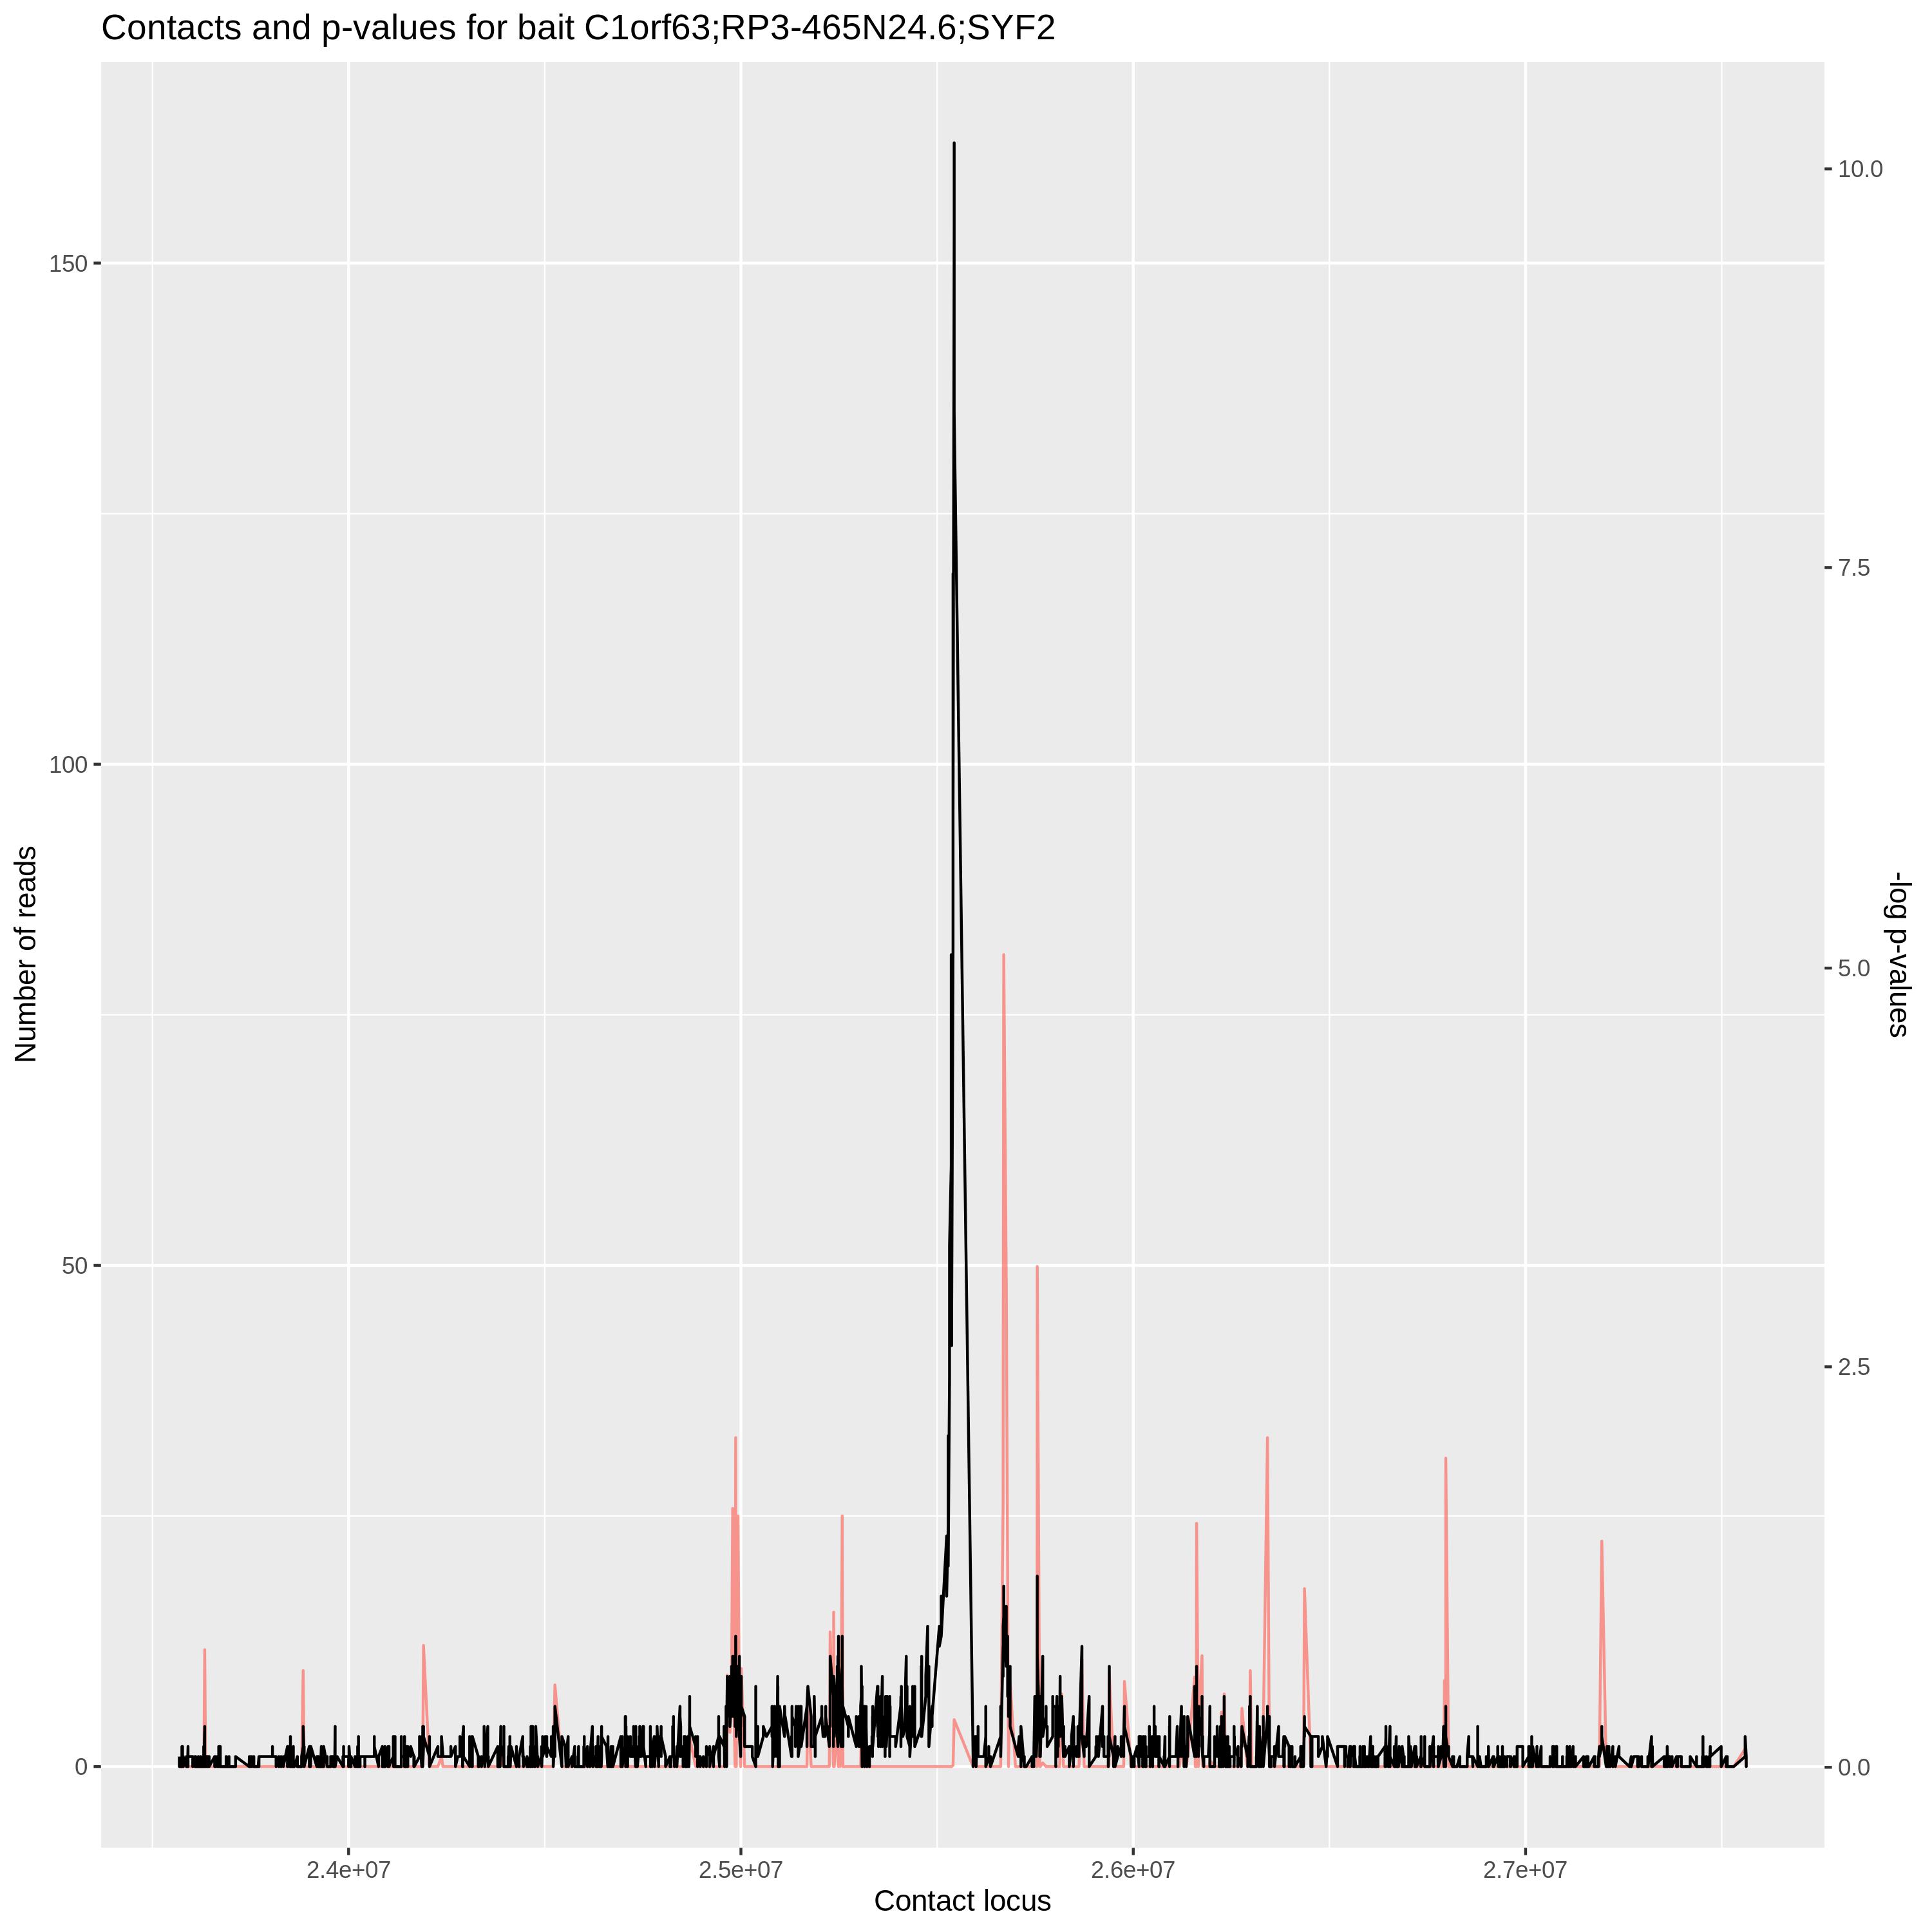 Contacts and p-values for bait C1orf63;RP3-465N24.6;SYF2
150
100
50
0
Number of reads
10.0
7.5
5.0
2.5
0.0
-log p-values
2.4e+07 2.5e+07 2.6e+07 2.7e+07
Contact locus